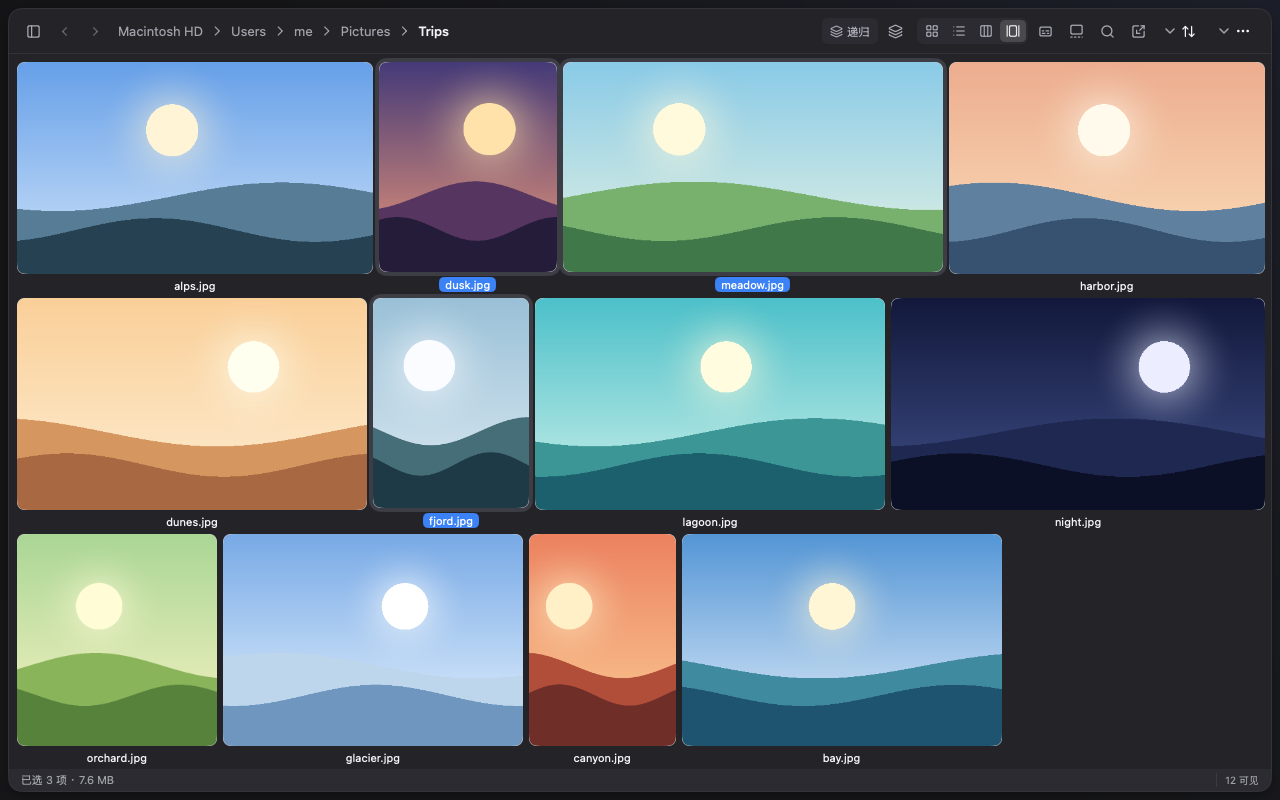 Macintosh HD > Users > me > Pictures > Trips
递归
alps.jpg
dusk.jpg
meadow.jpg
harbor.jpg
dunes.jpg
fjord.jpg
lagoon.jpg
night.jpg
orchard.jpg
glacier.jpg
canyon.jpg
bay.jpg
已选 3 项 · 7.6 MB
12 可见